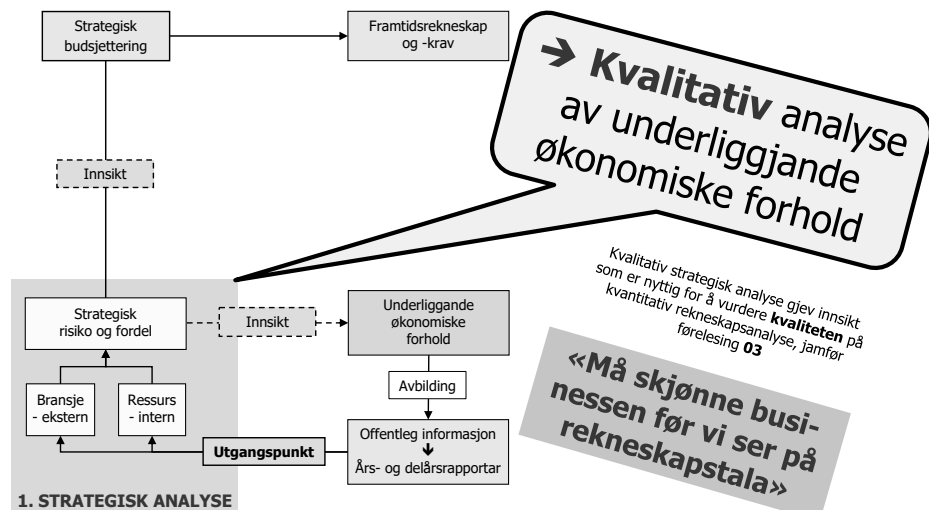 Strategisk
budsjettering
Framtidsrekneskap
og -krav
➔ Kvalitativ analyse
av underliggjande
økonomiske forhold
Innsikt
Kvalitativ strategisk analyse gjev innsikt
som er nyttig for å vurdere kvaliteten på
kvantitativ rekneskapsanalyse, jamfør
førelesing 03
Strategisk
risiko og fordel
Innsikt
Underliggande
økonomiske
forhold
Avbilding
Bransje
- ekstern
Ressurs
- intern
Utgangspunkt
Offentleg informasjon
🡻
Års- og delårsrapportar
«Må skjønne busi-
nessen før vi ser på
rekneskapstala»
1. STRATEGISK ANALYSE